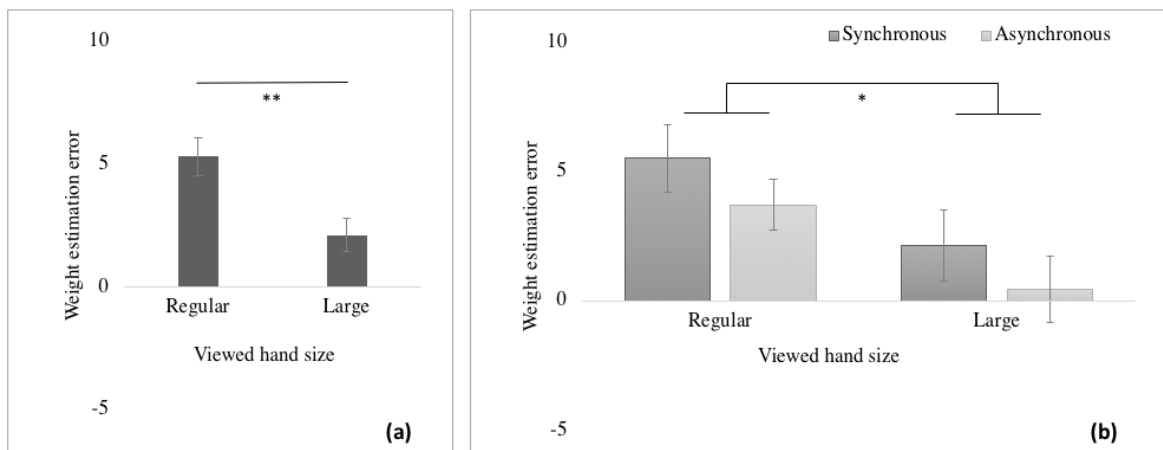 10
5
0
-5
Weight estimation error
**
Regular
Large
Viewed hand size
(a)
Synchronous
Asynchronous
10
5
0
-5
Weight estimation error
*
Regular
Large
Viewed hand size
(b)